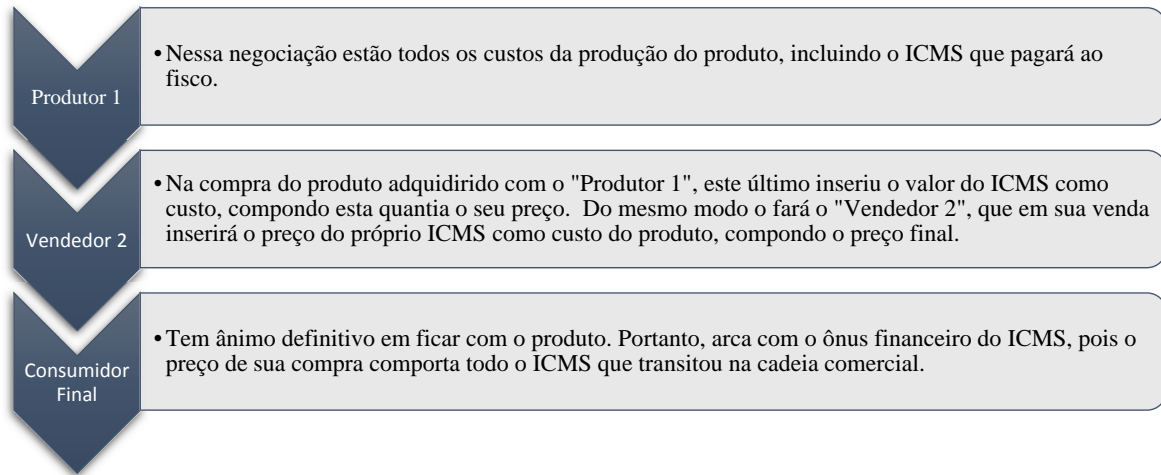 Produtor 1
•Nessa negociação estão todos os custos da produção do produto, incluindo o ICMS que pagará ao
fisco.
Vendedor 2
•Na compra do produto adquidirido com o "Produtor 1", este último inseriu o valor do ICMS como
custo, compondo esta quantia o seu preço. Do mesmo modo o fará o "Vendedor 2", que em sua venda
inserirá o preço do próprio ICMS como custo do produto, compondo o preço final.
Consumidor
Final
•Tem ânimo definitivo em ficar com o produto. Portanto, arca com o ônus financeiro do ICMS, pois o
preço de sua compra comporta todo o ICMS que transitou na cadeia comercial.